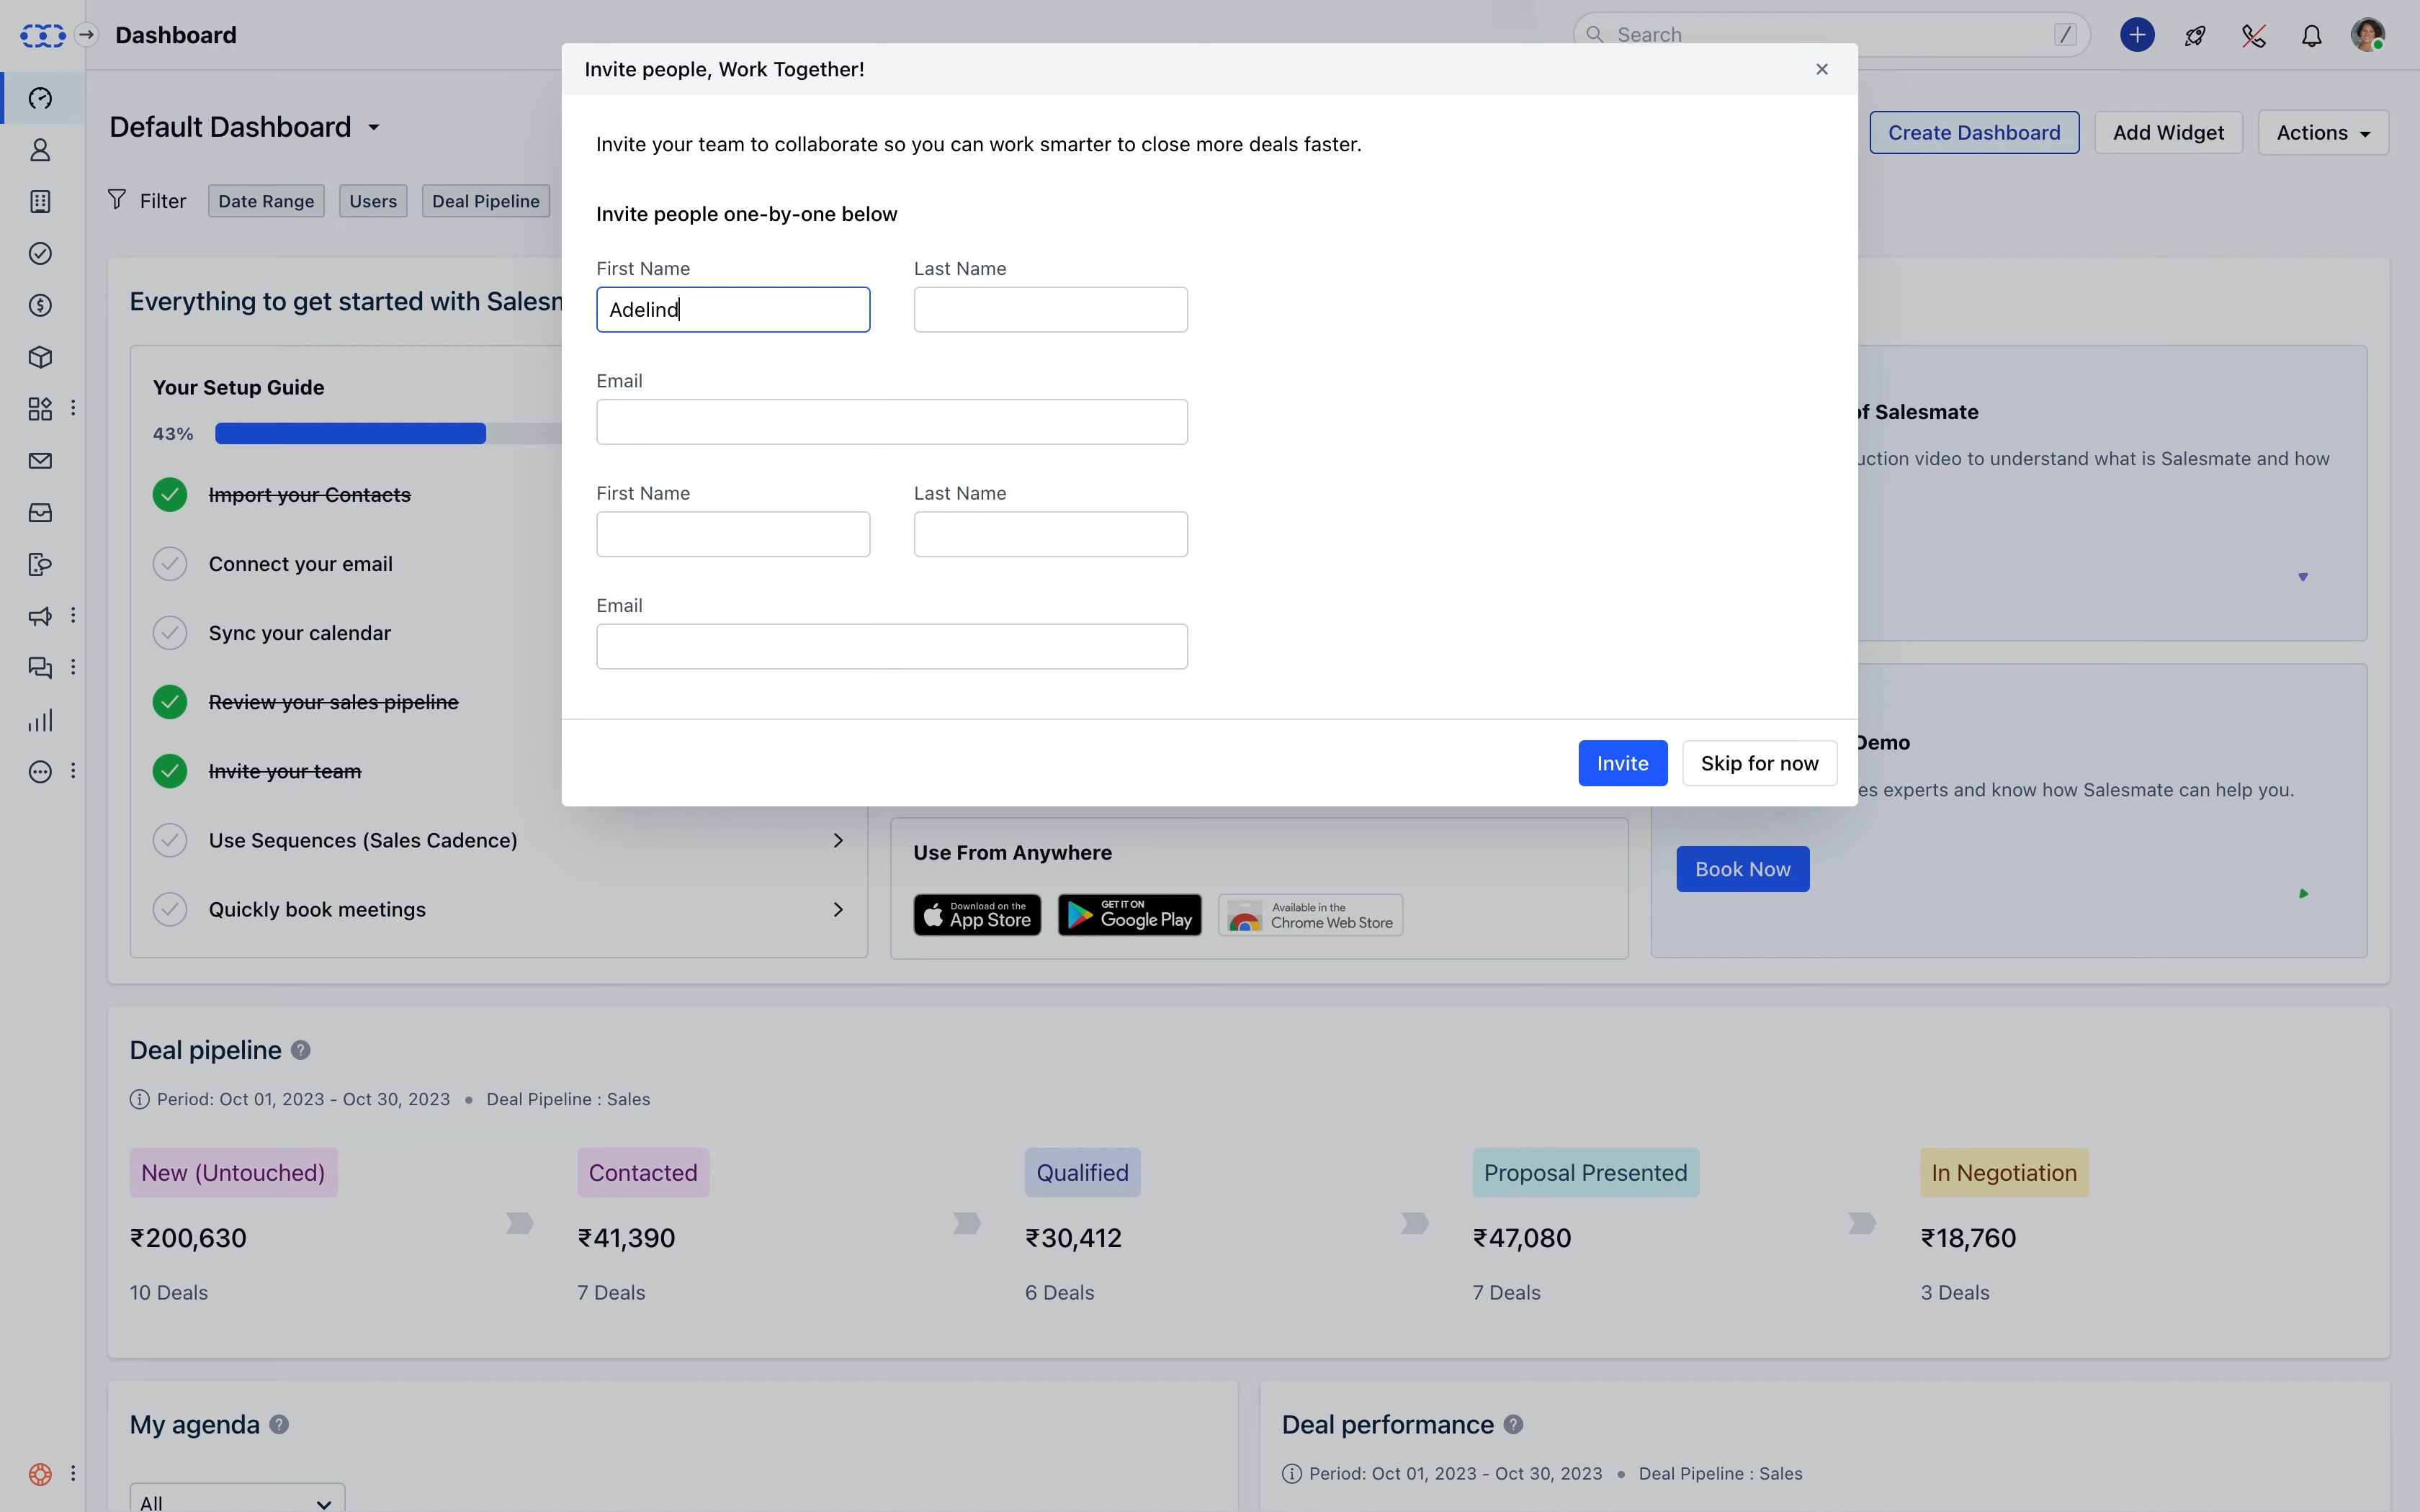 Dashboard
Search
/
Invite people, Work Together!
Default Dashboard
Create Dashboard
Add Widget
Actions
Invite your team to collaborate so you can work smarter to close more deals faster.
Filter
Date Range
Users
Deal Pipeline
Invite people one-by-one below
First Name
Last Name
Adelind
Everything to get started with Salesm
Email
Your Setup Guide
43%
of Salesmate
uction video to understand what is Salesmate and how
Import your Contacts
First Name
Last Name
Connect your email
Email
Sync your calendar
Review your sales pipeline
Invite
Skip for now
Demo
Invite your team
es experts and know how Salesmate can help you.
Use Sequences (Sales Cadence)
Use From Anywhere
Book Now
Quickly book meetings
Download on the
App Store
GET IT ON
Google Play
Available in the
Chrome Web Store
Deal pipeline
?
Period: Oct 01, 2023 - Oct 30, 2023 • Deal Pipeline : Sales
New (Untouched)
Contacted
Qualified
Proposal Presented
In Negotiation
₹200,630
₹41,390
₹30,412
₹47,080
₹18,760
10 Deals
7 Deals
6 Deals
7 Deals
3 Deals
My agenda
?
Deal performance
?
Period: Oct 01, 2023 - Oct 30, 2023 • Deal Pipeline : Sales
All